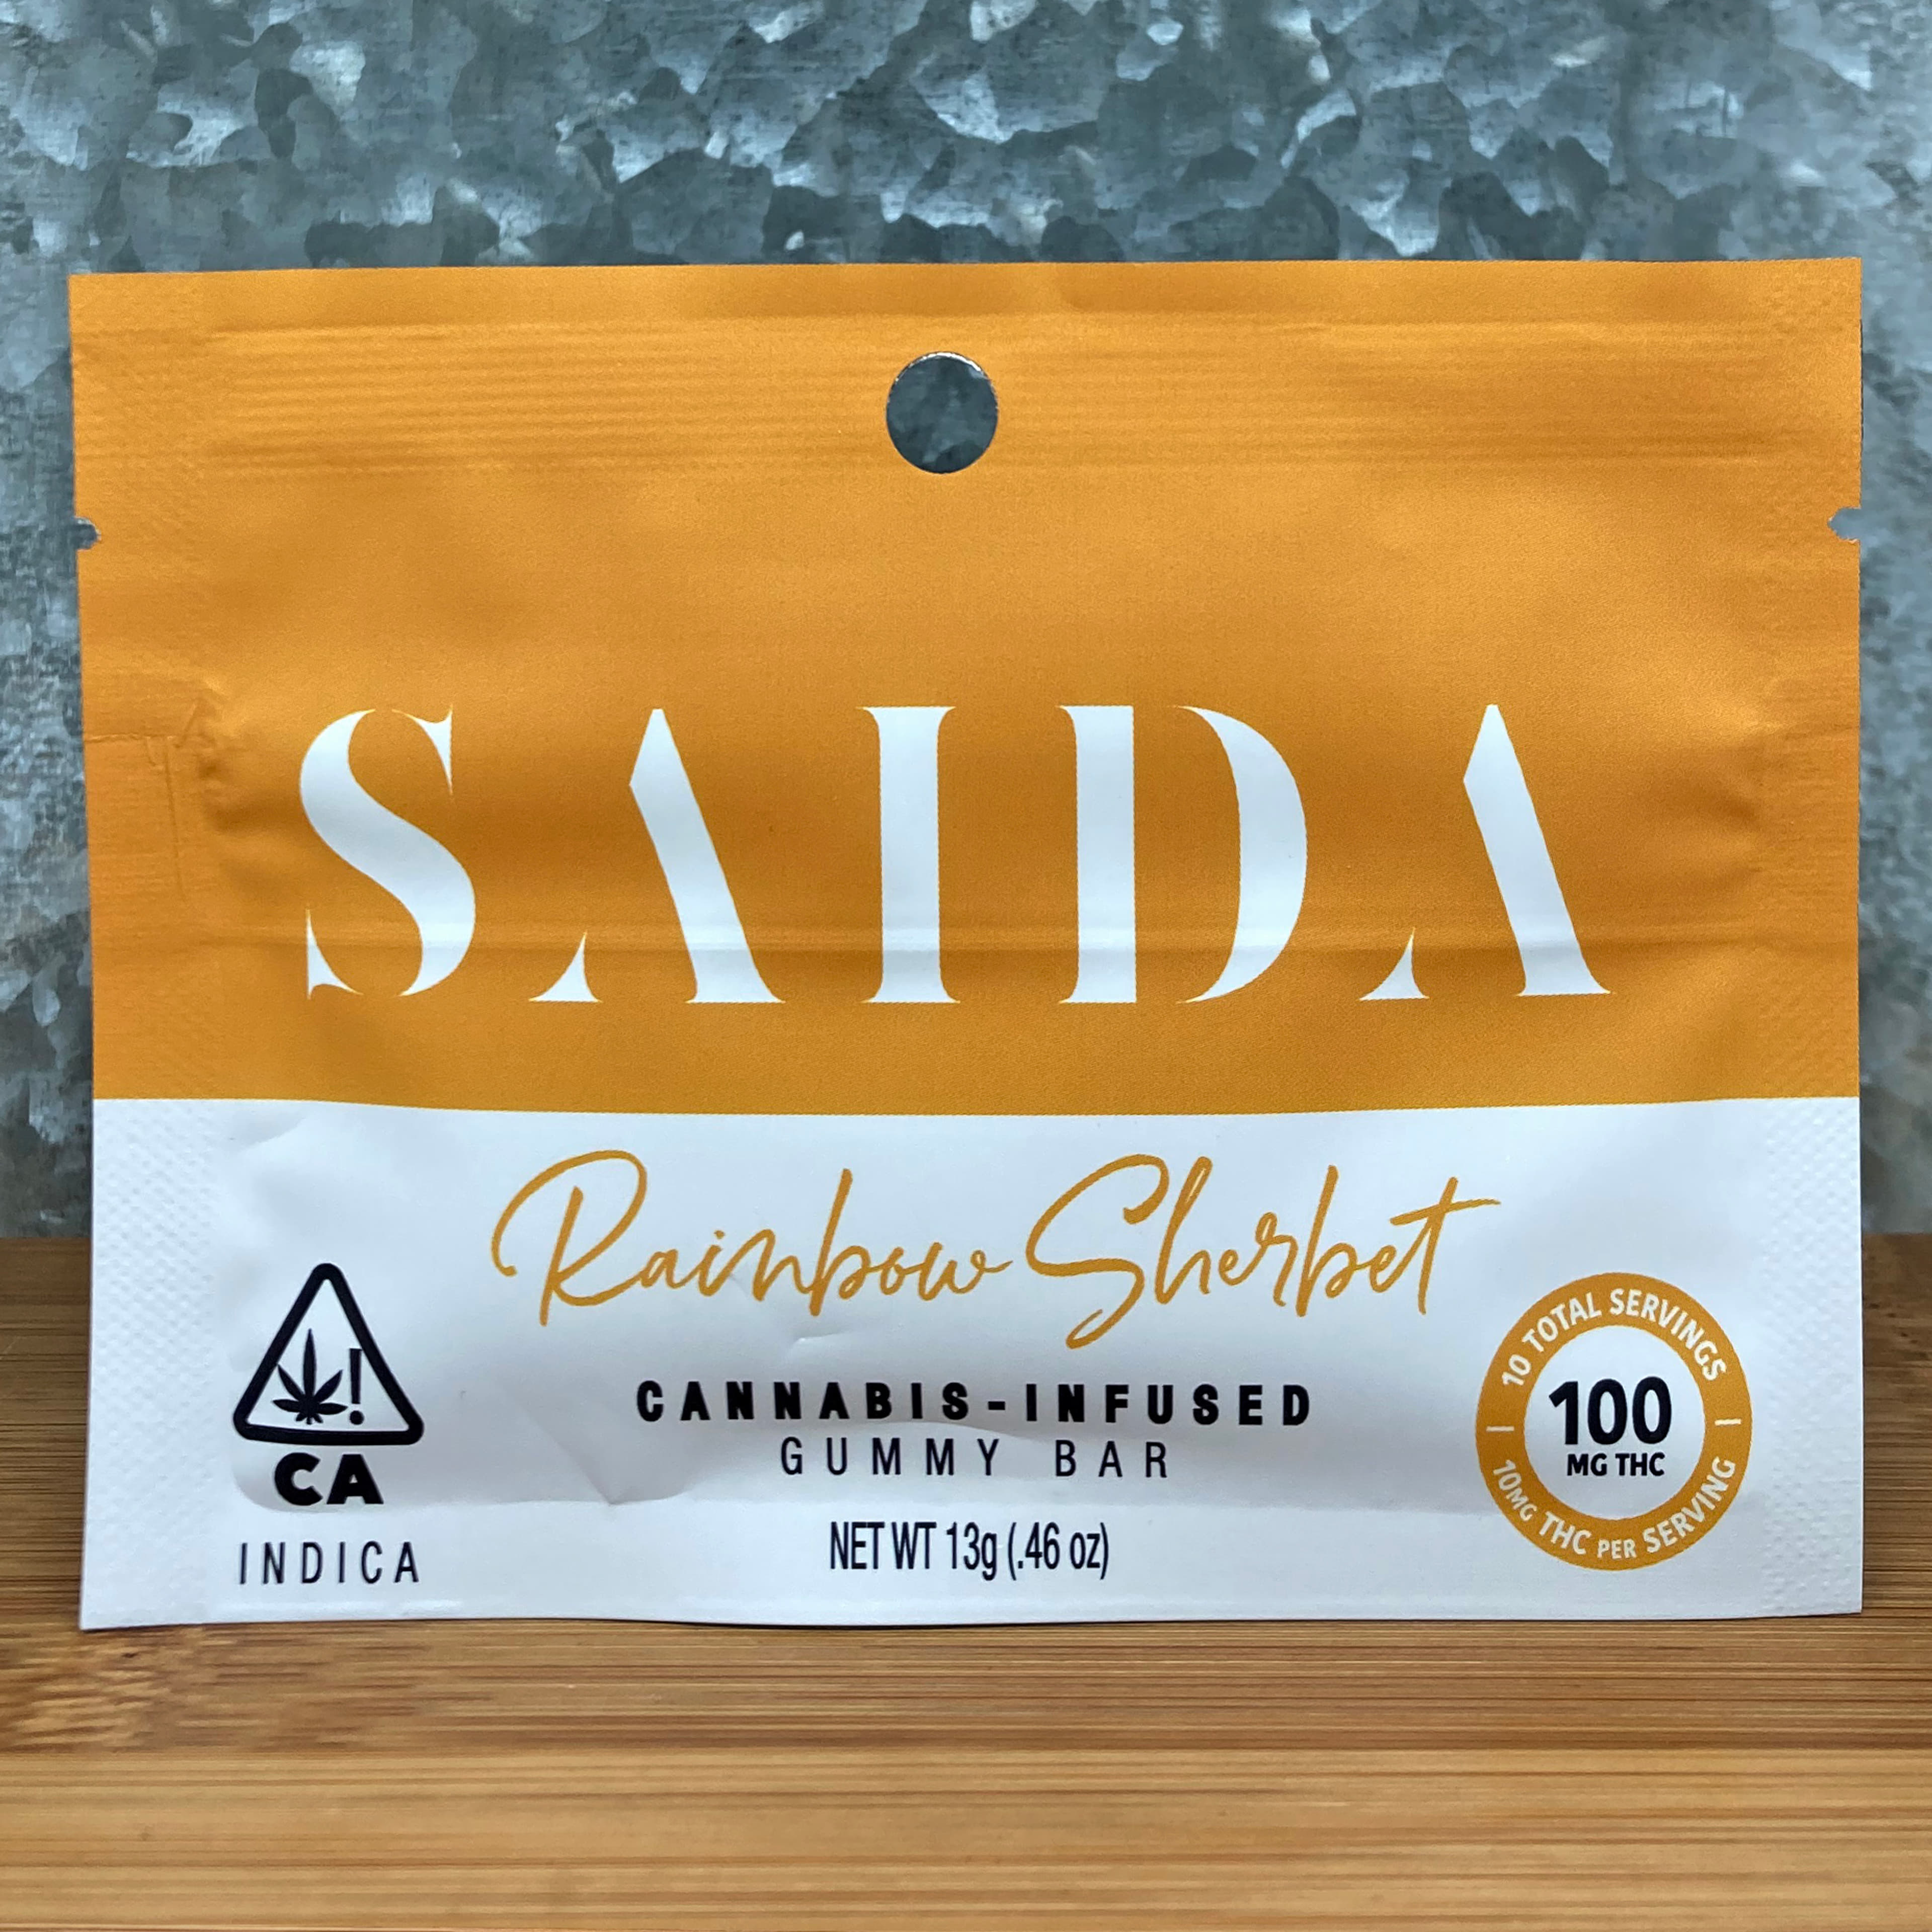 SAIDA
Rainbow Sherbet
CANNABIS-INFUSED
GUMMY BAR
NET WT 13g (.46 oz)
CA
INDICA
10 TOTAL SERVINGS
100
MG THC
10MG THC PER SERVING